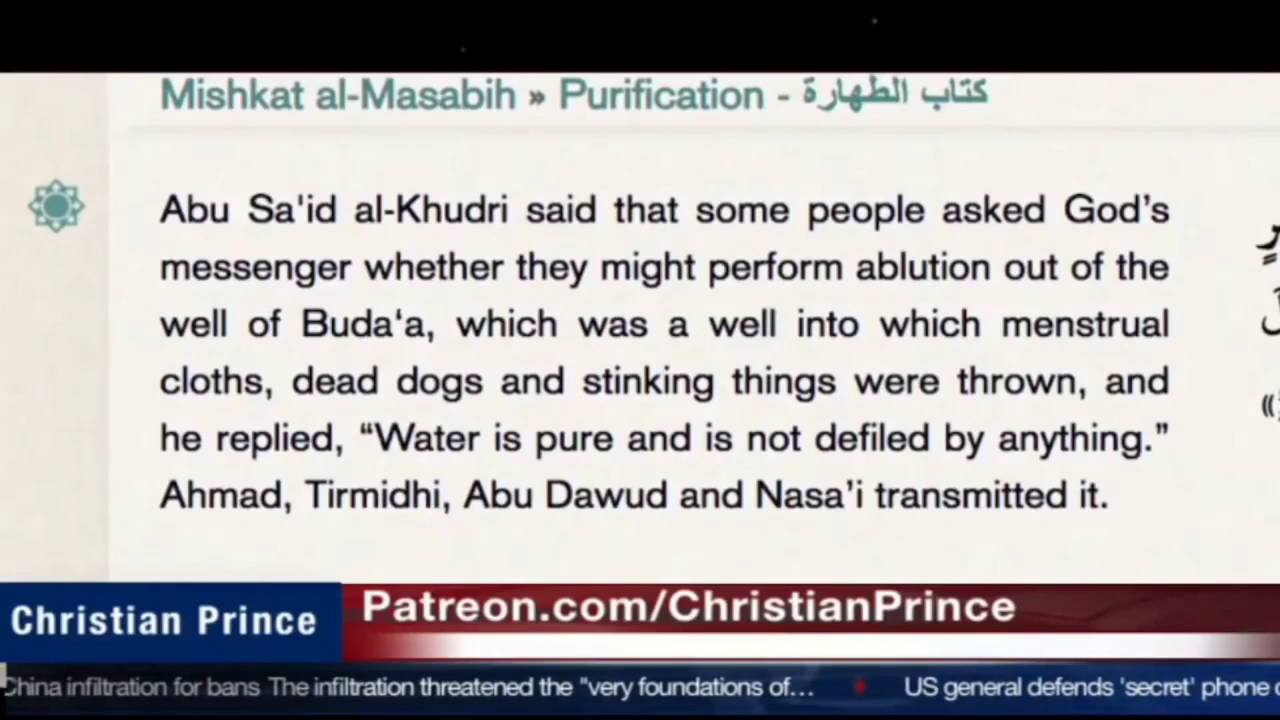 Mishkat al-Masabih » Purification - كتاب الطهارة
Abu Sa'id al-Khudri said that some people asked God’s
messenger whether they might perform ablution out of the
well of Buda‘a, which was a well into which menstrual
cloths, dead dogs and stinking things were thrown, and
he replied, “Water is pure and is not defiled by anything.”
Ahmad, Tirmidhi, Abu Dawud and Nasa’i transmitted it.
Christian Prince
Patreon.com/ChristianPrince
China infiltration for bans The infiltration threatened the "very foundations of... US general defends 'secret' phone